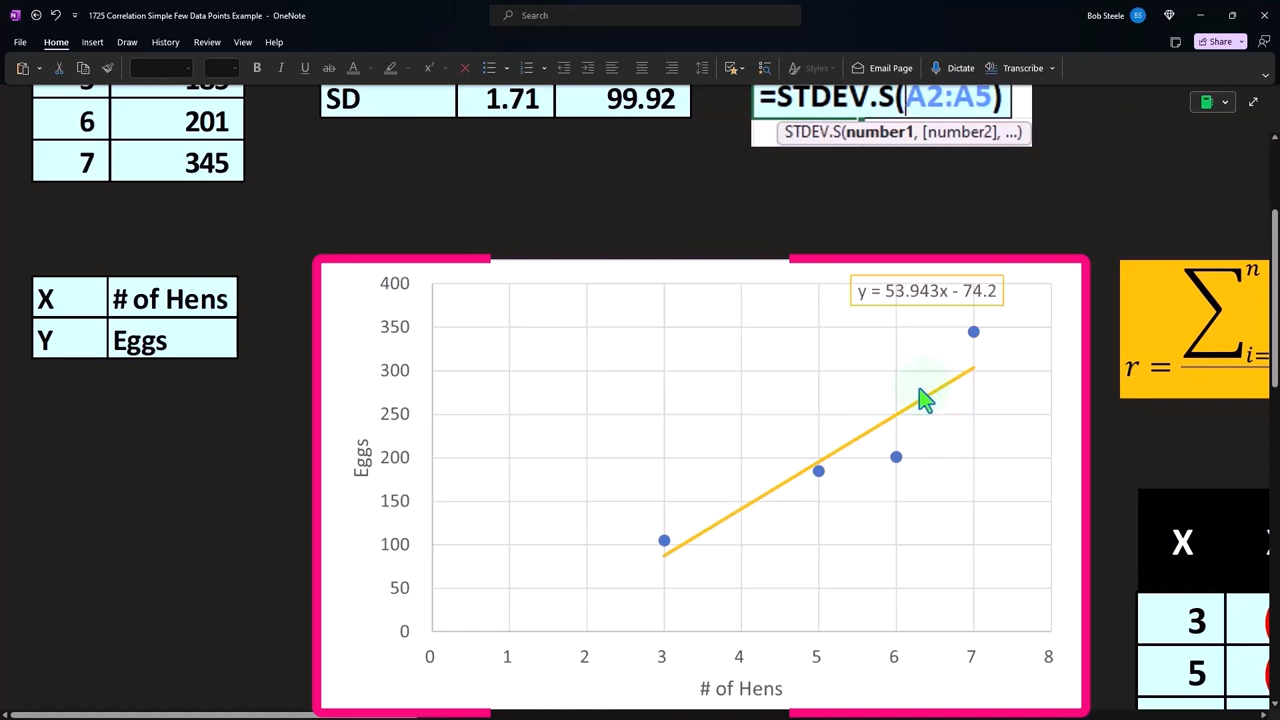 1725 Correlation Simple Few Data Points Example - OneNote
Search
Bob Steele
BS
File Home Insert Draw History Review View Help
Share
B I U ab A x Styles Email Page Dictate Transcribe
SD 1.71 99.92
=STDEV.S(A2:A5)
STDEV.S(number1, [number2], ...)
6 201
7 345
X # of Hens
Y Eggs
y = 53.943x - 74.2
400
350
300
250
200
150
100
50
0
Eggs
0 1 2 3 4 5 6 7 8
# of Hens
n
r = ∑
i=
X
3
5